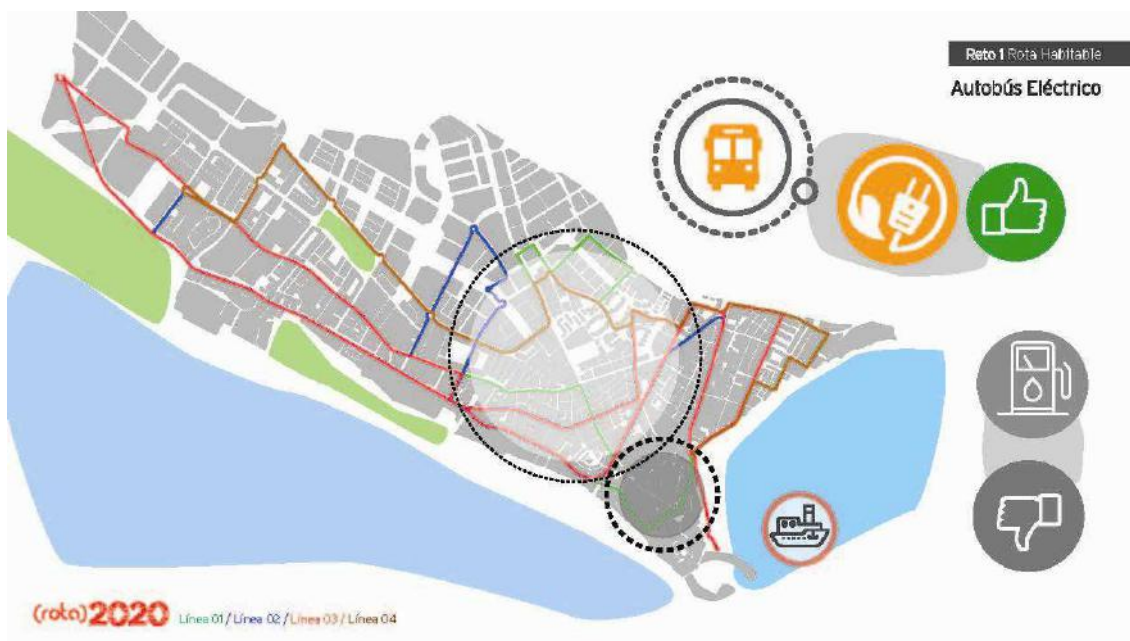 Reto 1 Rota Habitable
Autobús Eléctrico
(rota) 2020 Línea 01 / Línea 02 / Línea 03 / Línea 04